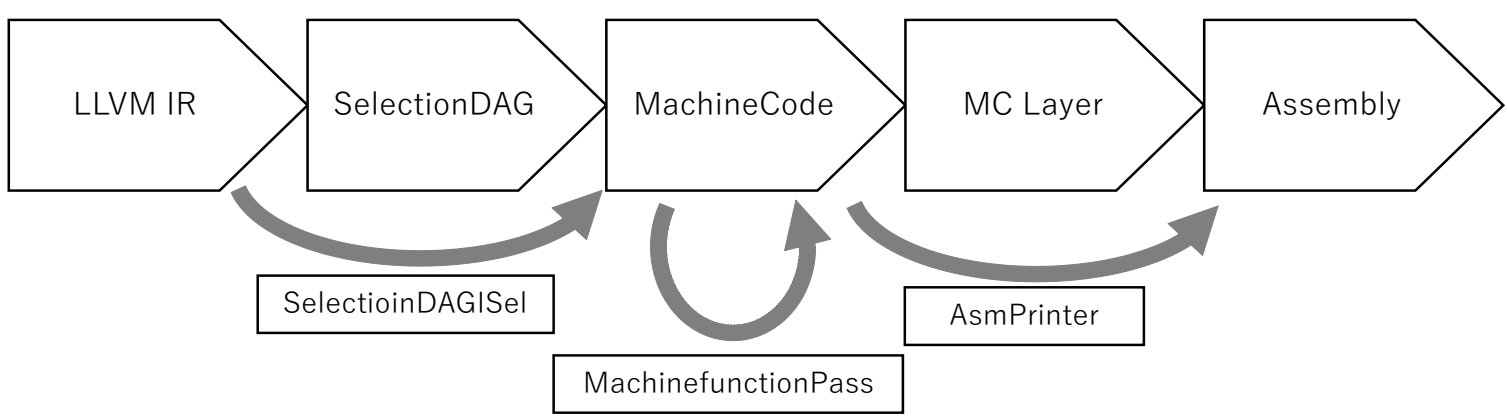 LLVM IR
SelectionDAG
MachineCode
MC Layer
Assembly
SelectioinDAGISel
MachinefunctionPass
AsmPrinter